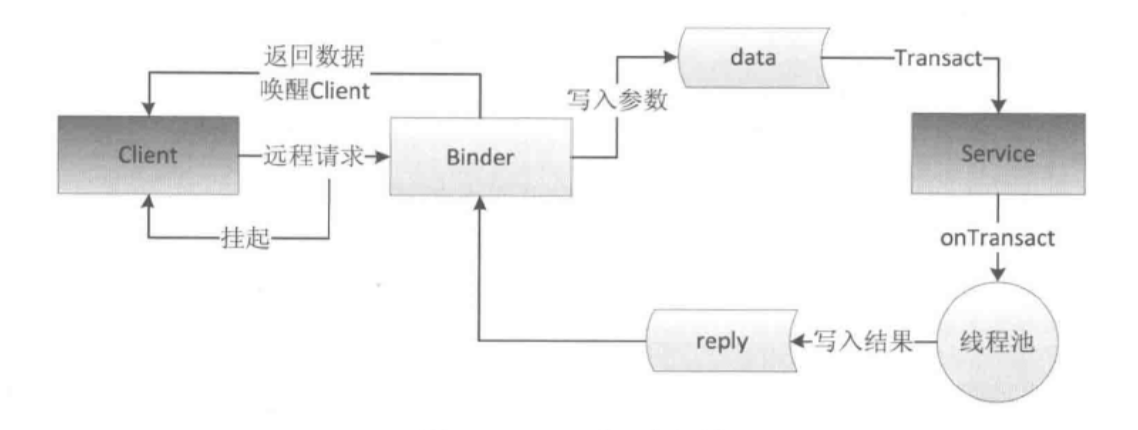 返回数据
唤醒Client
data
Transact
写入参数
Client
远程请求
Binder
Service
挂起
onTransact
reply
写入结果
线程池